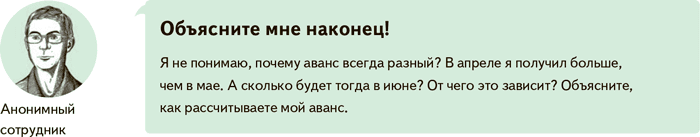 Объясните мне наконец!
Я не понимаю, почему аванс всегда разный? В апреле я получил больше,
чем в мае. А сколько будет тогда в июне? От чего это зависит? Объясните,
как рассчитываете мой аванс.
Анонимный
сотрудник